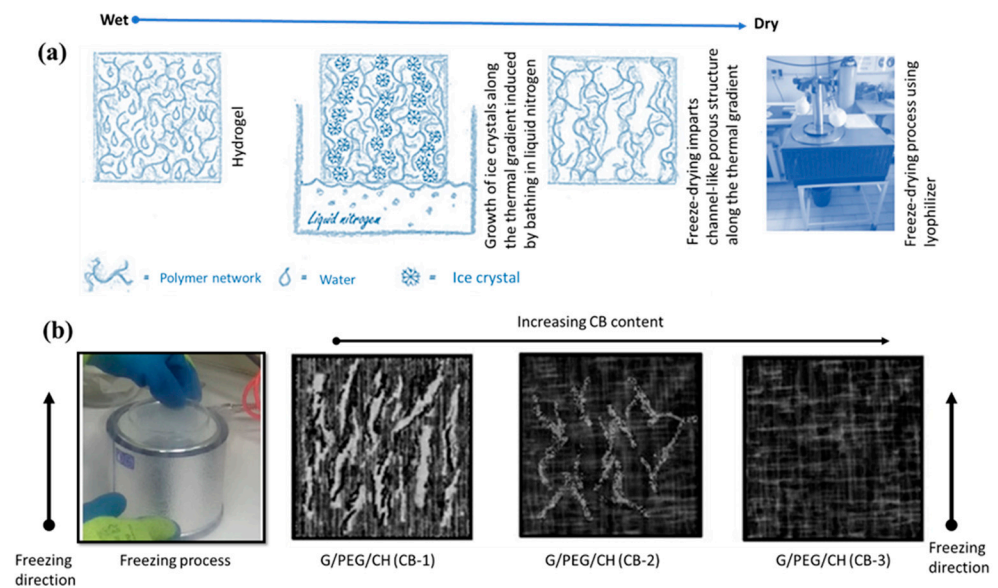 Wet
Dry
(a)
Hydrogel
Liquid nitrogen
Growth of ice crystals along
the thermal gradient induced
by bathing in liquid nitrogen
Freeze-drying imparts
channel-like porous structure
along the thermal gradient
Freeze-drying process using
lyophilizer
= Polymer network
= Water
= Ice crystal
(b)
Increasing CB content
Freezing
direction
Freezing process
G/PEG/CH (CB-1)
G/PEG/CH (CB-2)
G/PEG/CH (CB-3)
Freezing
direction